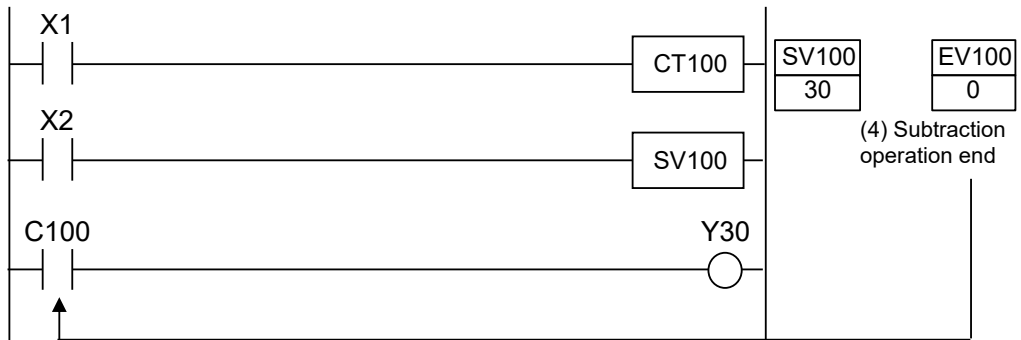 X1
CT100
SV100
30
EV100
0
X2
SV100
(4) Subtraction
operation end
C100
Y30